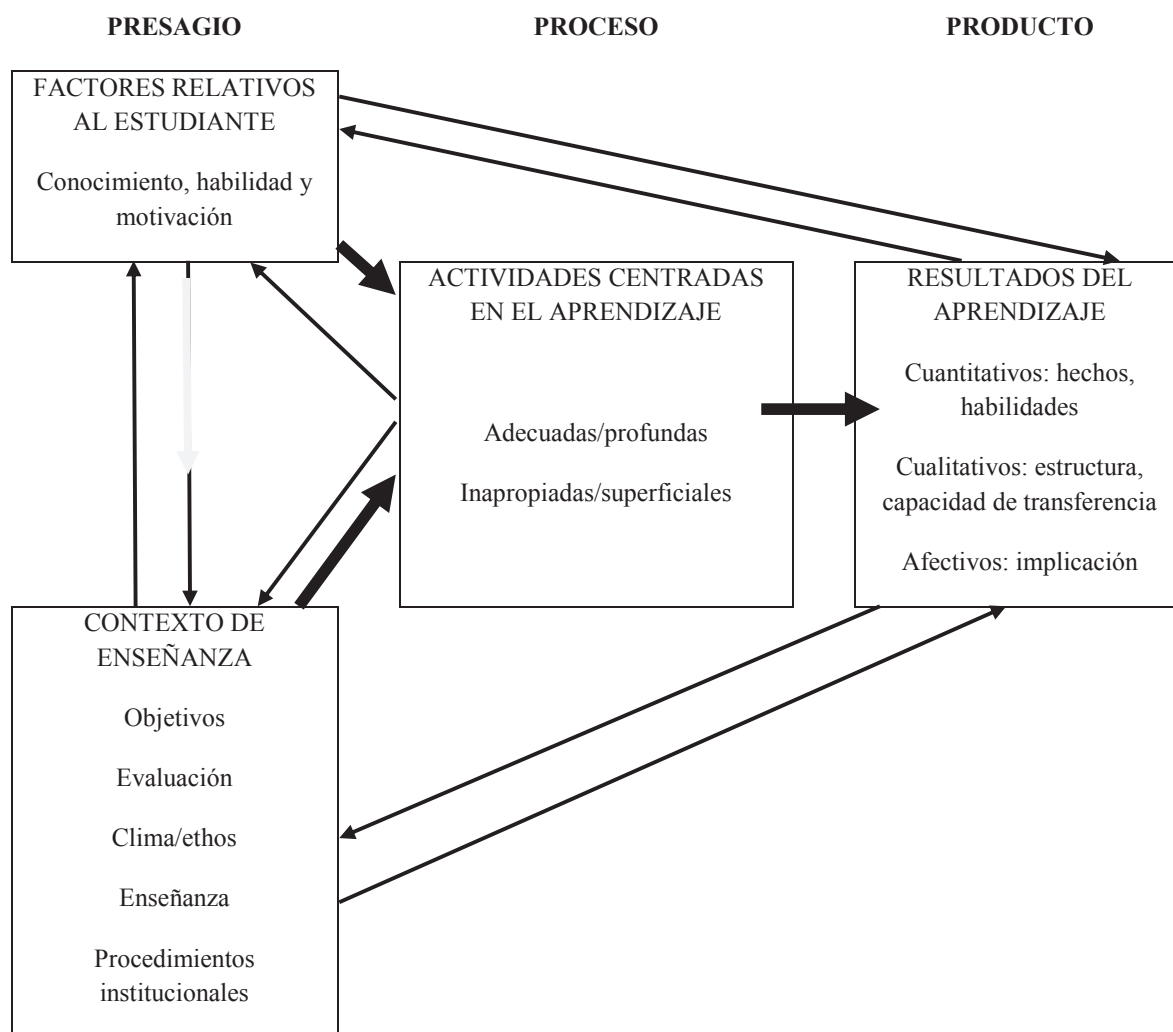 PRESAGIO
PROCESO
PRODUCTO
FACTORES RELATIVOS
AL ESTUDIANTE
Conocimiento, habilidad y
motivación
ACTIVIDADES CENTRADAS
EN EL APRENDIZAJE
Adecuadas/profundas
Inapropiadas/superficiales
RESULTADOS DEL
APRENDIZAJE
Cuantitativos: hechos,
habilidades
Cualitativos: estructura,
capacidad de transferencia
Afectivos: implicación
CONTEXTO DE
ENSEÑANZA
Objetivos
Evaluación
Clima/ethos
Enseñanza
Procedimientos
institucionales